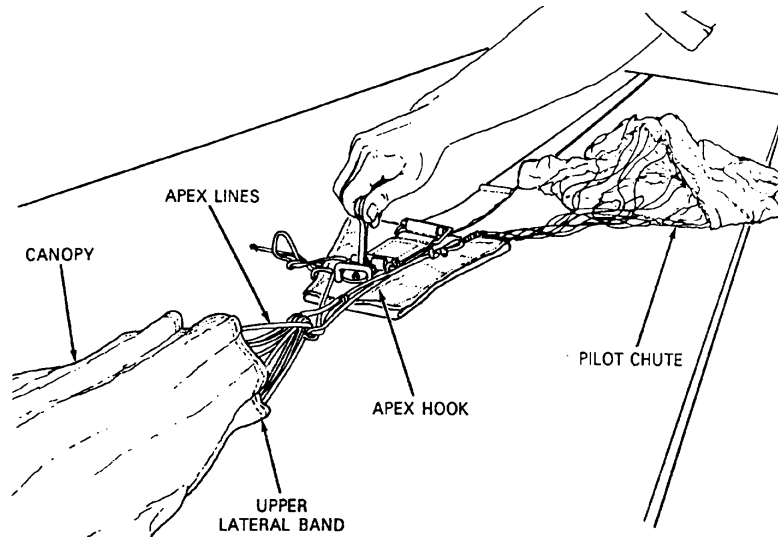 APEX LINES
CANOPY
PILOT CHUTE
APEX HOOK
UPPER
LATERAL BAND